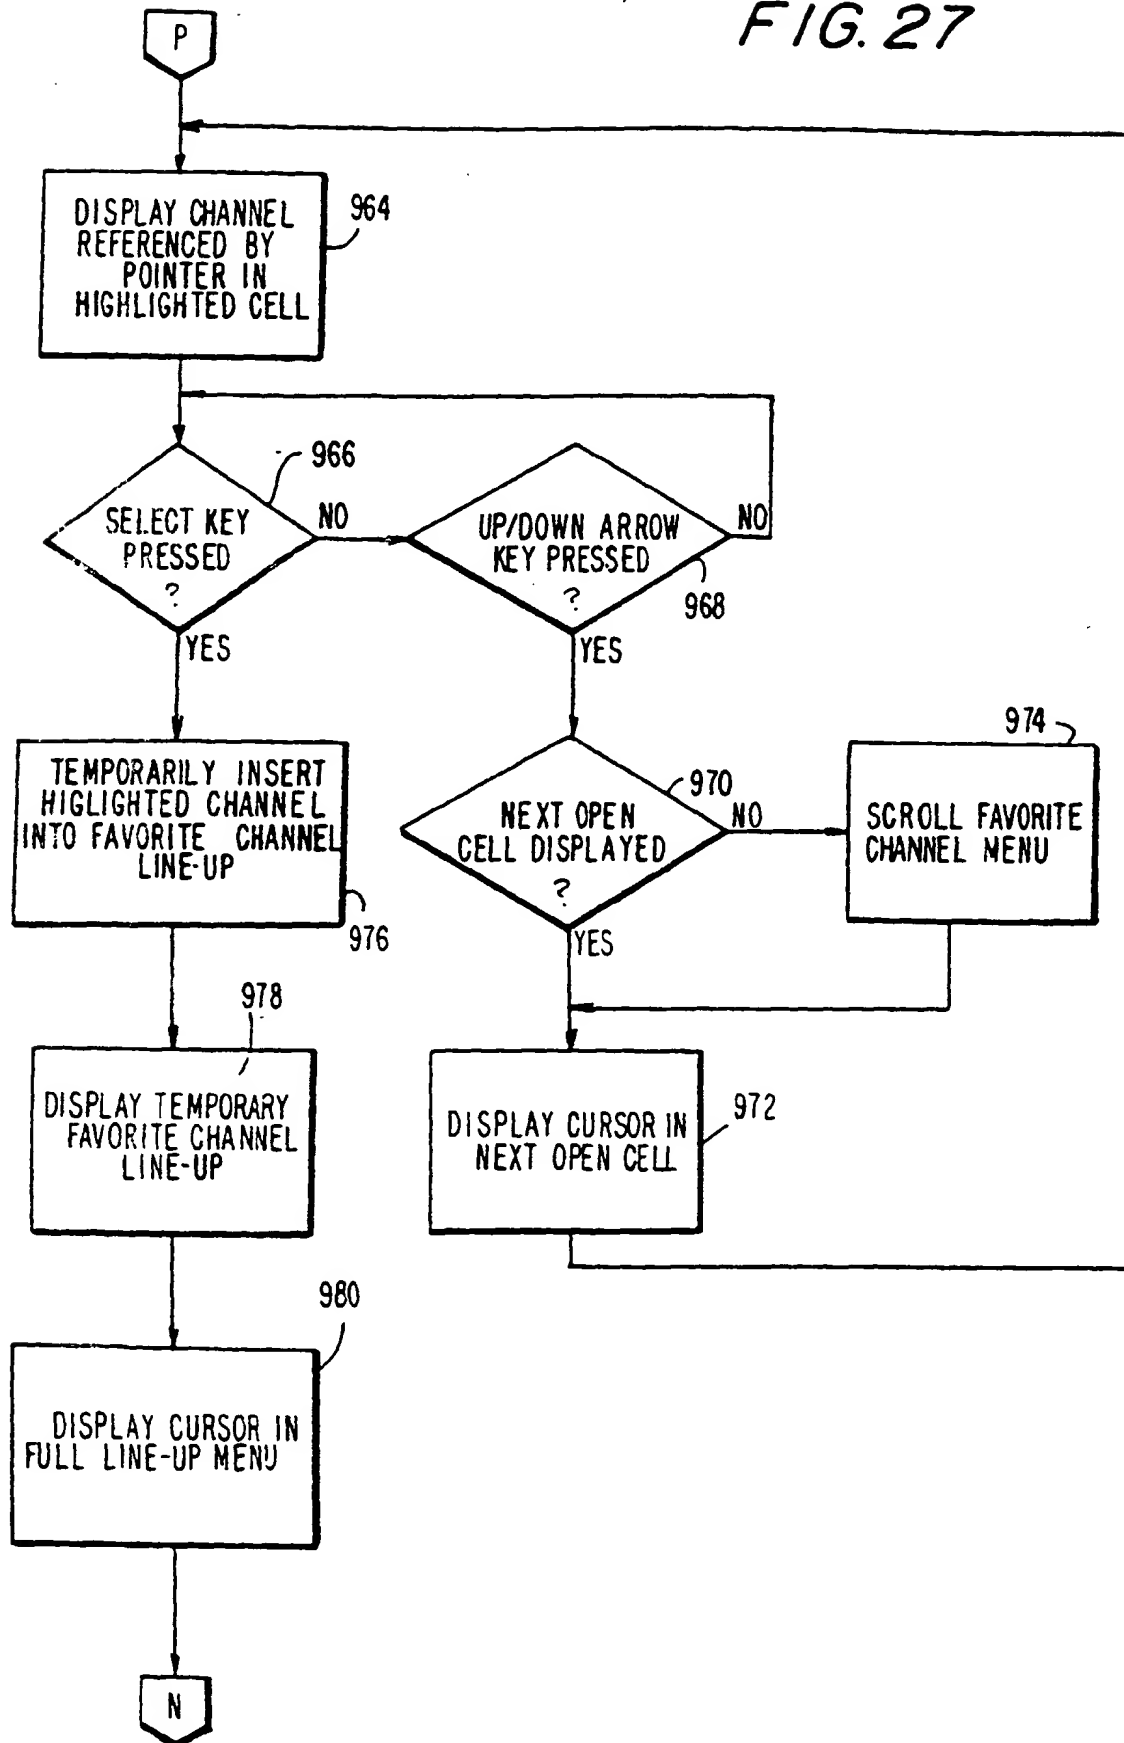 FIG. 27
P
DISPLAY CHANNEL
REFERENCED BY
POINTER IN
HIGHLIGHTED CELL
964
966
SELECT KEY
PRESSED
?
NO
YES
UP/DOWN ARROW
KEY PRESSED
?
NO
968
YES
TEMPORARILY INSERT
HIGLIGHTED CHANNEL
INTO FAVORITE CHANNEL
LINE-UP
976
970
NEXT OPEN
CELL DISPLAYED
?
NO
YES
974
SCROLL FAVORITE
CHANNEL MENU
978
DISPLAY TEMPORARY
FAVORITE CHANNEL
LINE-UP
DISPLAY CURSOR IN
NEXT OPEN CELL
972
980
DISPLAY CURSOR IN
FULL LINE-UP MENU
N